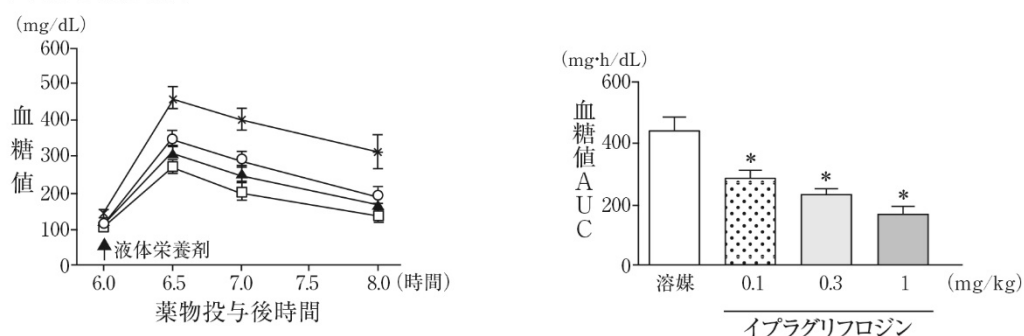 (mg/dL)
600
500
400
300
200
100
0
血糖値
液体栄養剤
6.0 6.5 7.0 7.5 8.0 (時間)
薬物投与後時間
(mg·h/dL)
600
400
200
0
血糖値AUC
* * *
溶媒 0.1 0.3 1 (mg/kg)
イプラグリフロジン